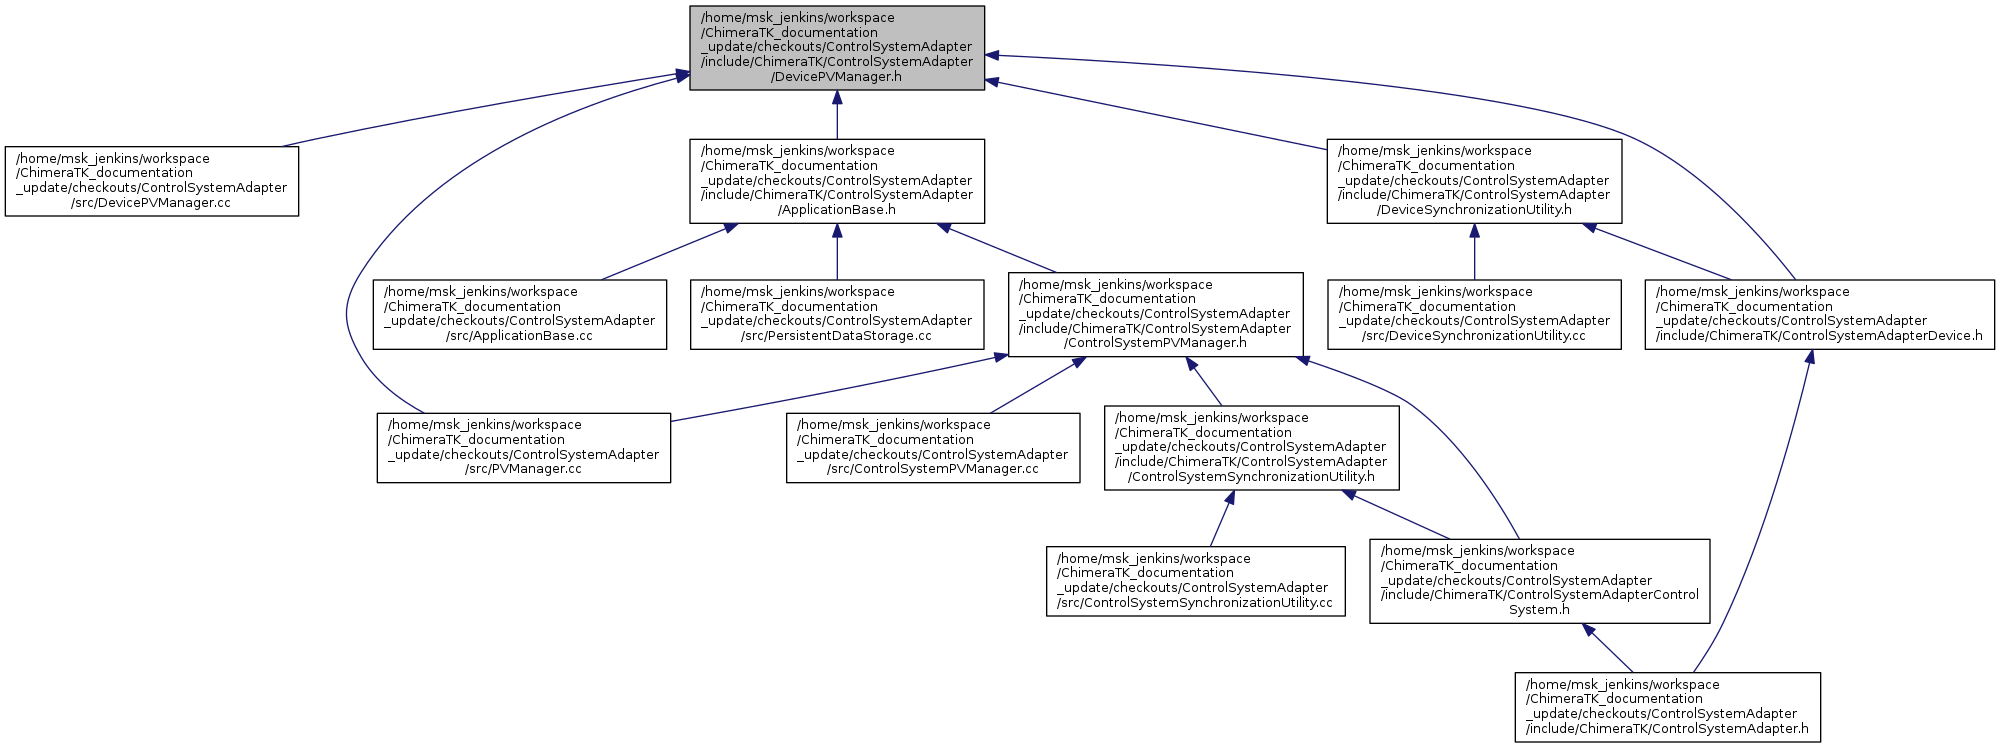 /home/msk_jenkins/workspace
/ChimeraTK_documentation
_update/checkouts/ControlSystemAdapter
/include/ChimeraTK/ControlSystemAdapter
/DevicePVManager.h
/home/msk_jenkins/workspace
/ChimeraTK_documentation
_update/checkouts/ControlSystemAdapter
/src/DevicePVManager.cc
/home/msk_jenkins/workspace
/ChimeraTK_documentation
_update/checkouts/ControlSystemAdapter
/include/ChimeraTK/ControlSystemAdapter
/ApplicationBase.h
/home/msk_jenkins/workspace
/ChimeraTK_documentation
_update/checkouts/ControlSystemAdapter
/include/ChimeraTK/ControlSystemAdapter
/DeviceSynchronizationUtility.h
/home/msk_jenkins/workspace
/ChimeraTK_documentation
_update/checkouts/ControlSystemAdapter
/src/ApplicationBase.cc
/home/msk_jenkins/workspace
/ChimeraTK_documentation
_update/checkouts/ControlSystemAdapter
/src/PersistentDataStorage.cc
/home/msk_jenkins/workspace
/ChimeraTK_documentation
_update/checkouts/ControlSystemAdapter
/include/ChimeraTK/ControlSystemAdapter
/ControlSystemPVManager.h
/home/msk_jenkins/workspace
/ChimeraTK_documentation
_update/checkouts/ControlSystemAdapter
/src/DeviceSynchronizationUtility.cc
/home/msk_jenkins/workspace
/ChimeraTK_documentation
_update/checkouts/ControlSystemAdapter
/include/ChimeraTK/ControlSystemAdapterDevice.h
/home/msk_jenkins/workspace
/ChimeraTK_documentation
_update/checkouts/ControlSystemAdapter
/src/PVManager.cc
/home/msk_jenkins/workspace
/ChimeraTK_documentation
_update/checkouts/ControlSystemAdapter
/src/ControlSystemPVManager.cc
/home/msk_jenkins/workspace
/ChimeraTK_documentation
_update/checkouts/ControlSystemAdapter
/include/ChimeraTK/ControlSystemAdapter
/ControlSystemSynchronizationUtility.h
/home/msk_jenkins/workspace
/ChimeraTK_documentation
_update/checkouts/ControlSystemAdapter
/src/ControlSystemSynchronizationUtility.cc
/home/msk_jenkins/workspace
/ChimeraTK_documentation
_update/checkouts/ControlSystemAdapter
/include/ChimeraTK/ControlSystemAdapterControl
System.h
/home/msk_jenkins/workspace
/ChimeraTK_documentation
_update/checkouts/ControlSystemAdapter
/include/ChimeraTK/ControlSystemAdapter.h